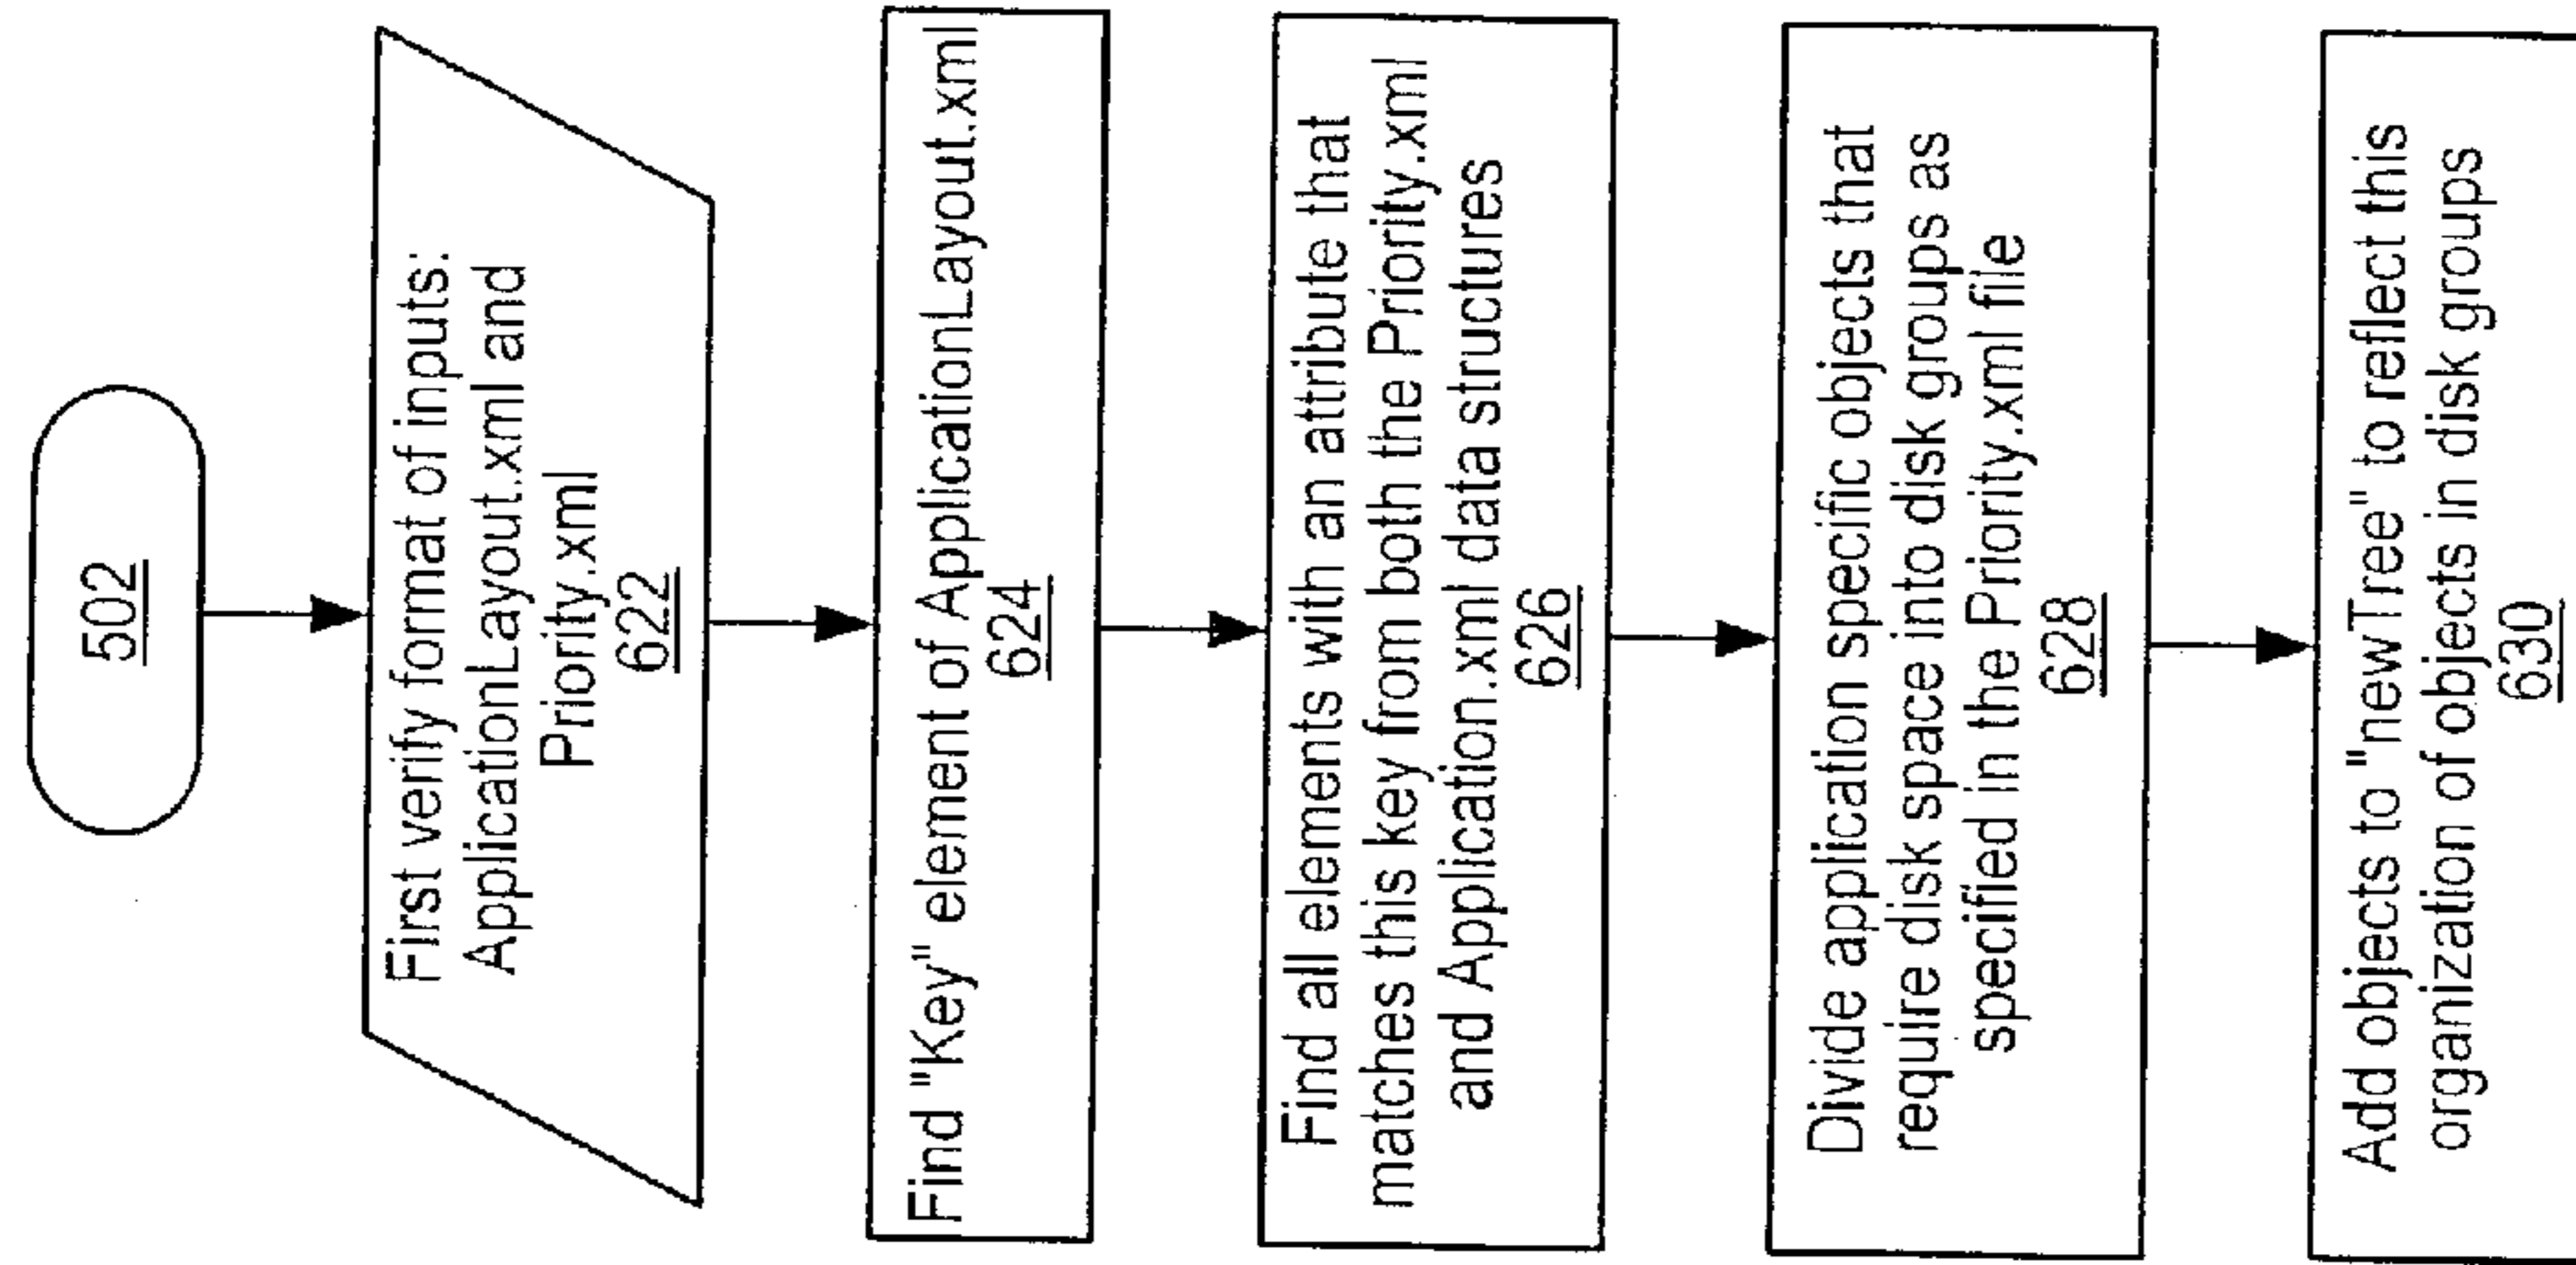 502
First verify format of inputs:
ApplicationLayout.xml and
Priority.xml
622
Find "Key" element of ApplicationLayout.xml
624
Find all elements with an attribute that
matches this key from both the Priority.xml
and Application.xml data structures
626
Divide application specific objects that
require disk space into disk groups as
specified in the Priority.xml file
628
Add objects to "newTree" to reflect this
organization of objects in disk groups
630